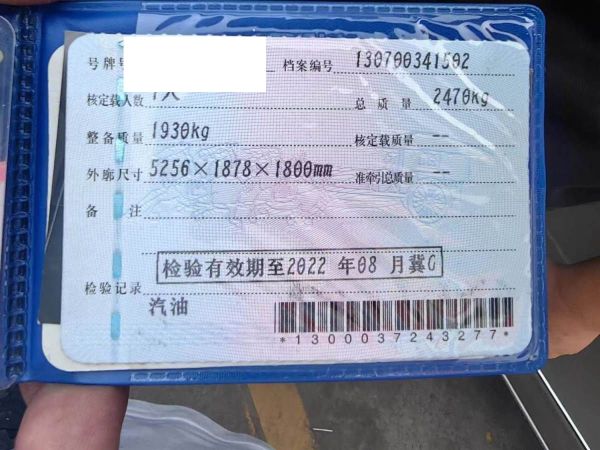 号牌号 档案编号 130700341502
核定载人数 7人 总质量 2470kg
整备质量 1930kg 核定载质量 --
外廓尺寸 5256×1878×1800mm 准牵引总质量 --
备注
检验有效期至2022 年08 月冀G
检验记录
汽油
*1300037243277*